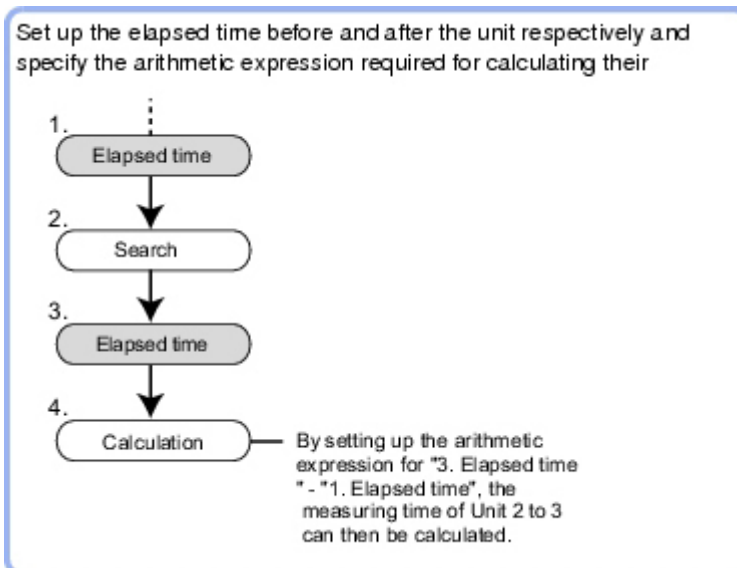 Set up the elapsed time before and after the unit respectively and
specify the arithmetic expression required for calculating their
1.
Elapsed time
2.
Search
3.
Elapsed time
4.
Calculation
By setting up the arithmetic
expression for "3. Elapsed time
" - "1. Elapsed time", the
measuring time of Unit 2 to 3
can then be calculated.